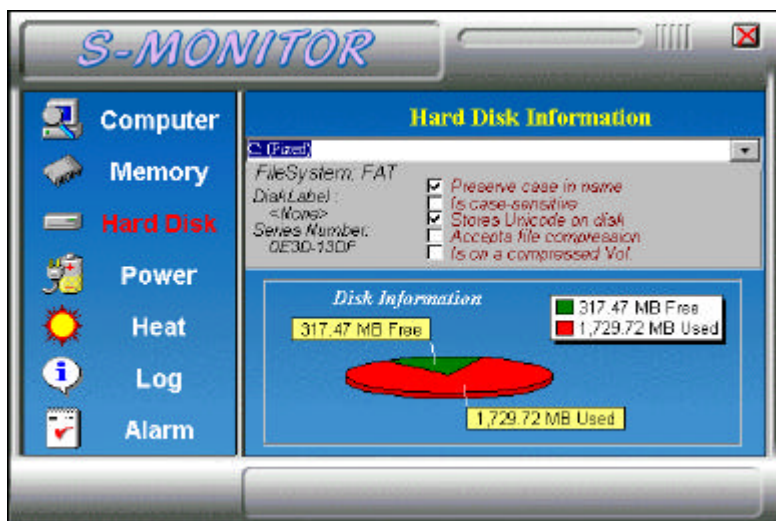 S-MONITOR
Computer
Memory
Hard Disk
Power
Heat
Log
Alarm
Hard Disk Information
C: (Fixed)
FileSystem: FAT
DiskLabel :
<None>
Series Number:
0E3D-13DF
Preserve case in name
Is case-sensitive
Stores Unicode on disk
Accepts file compression
Is on a compressed Vol.
Disk Information
317.47 MB Free
1,729.72 MB Used
317.47 MB Free
1,729.72 MB Used